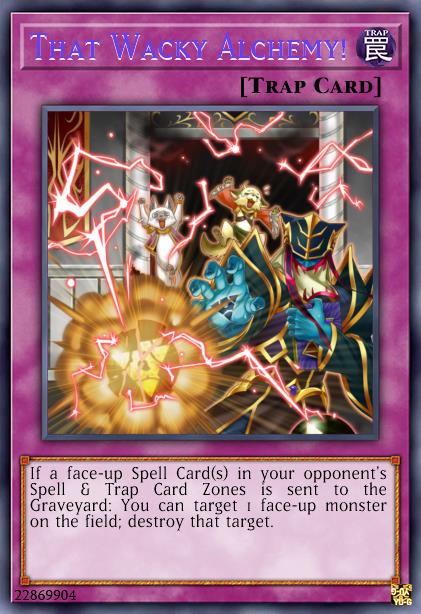 That Wacky Alchemy!
TRAP
罠
[Trap Card]
If a face-up Spell Card(s) in your opponent's
Spell & Trap Card Zones is sent to the
Graveyard: You can target 1 face-up monster
on the field; destroy that target.
22869904